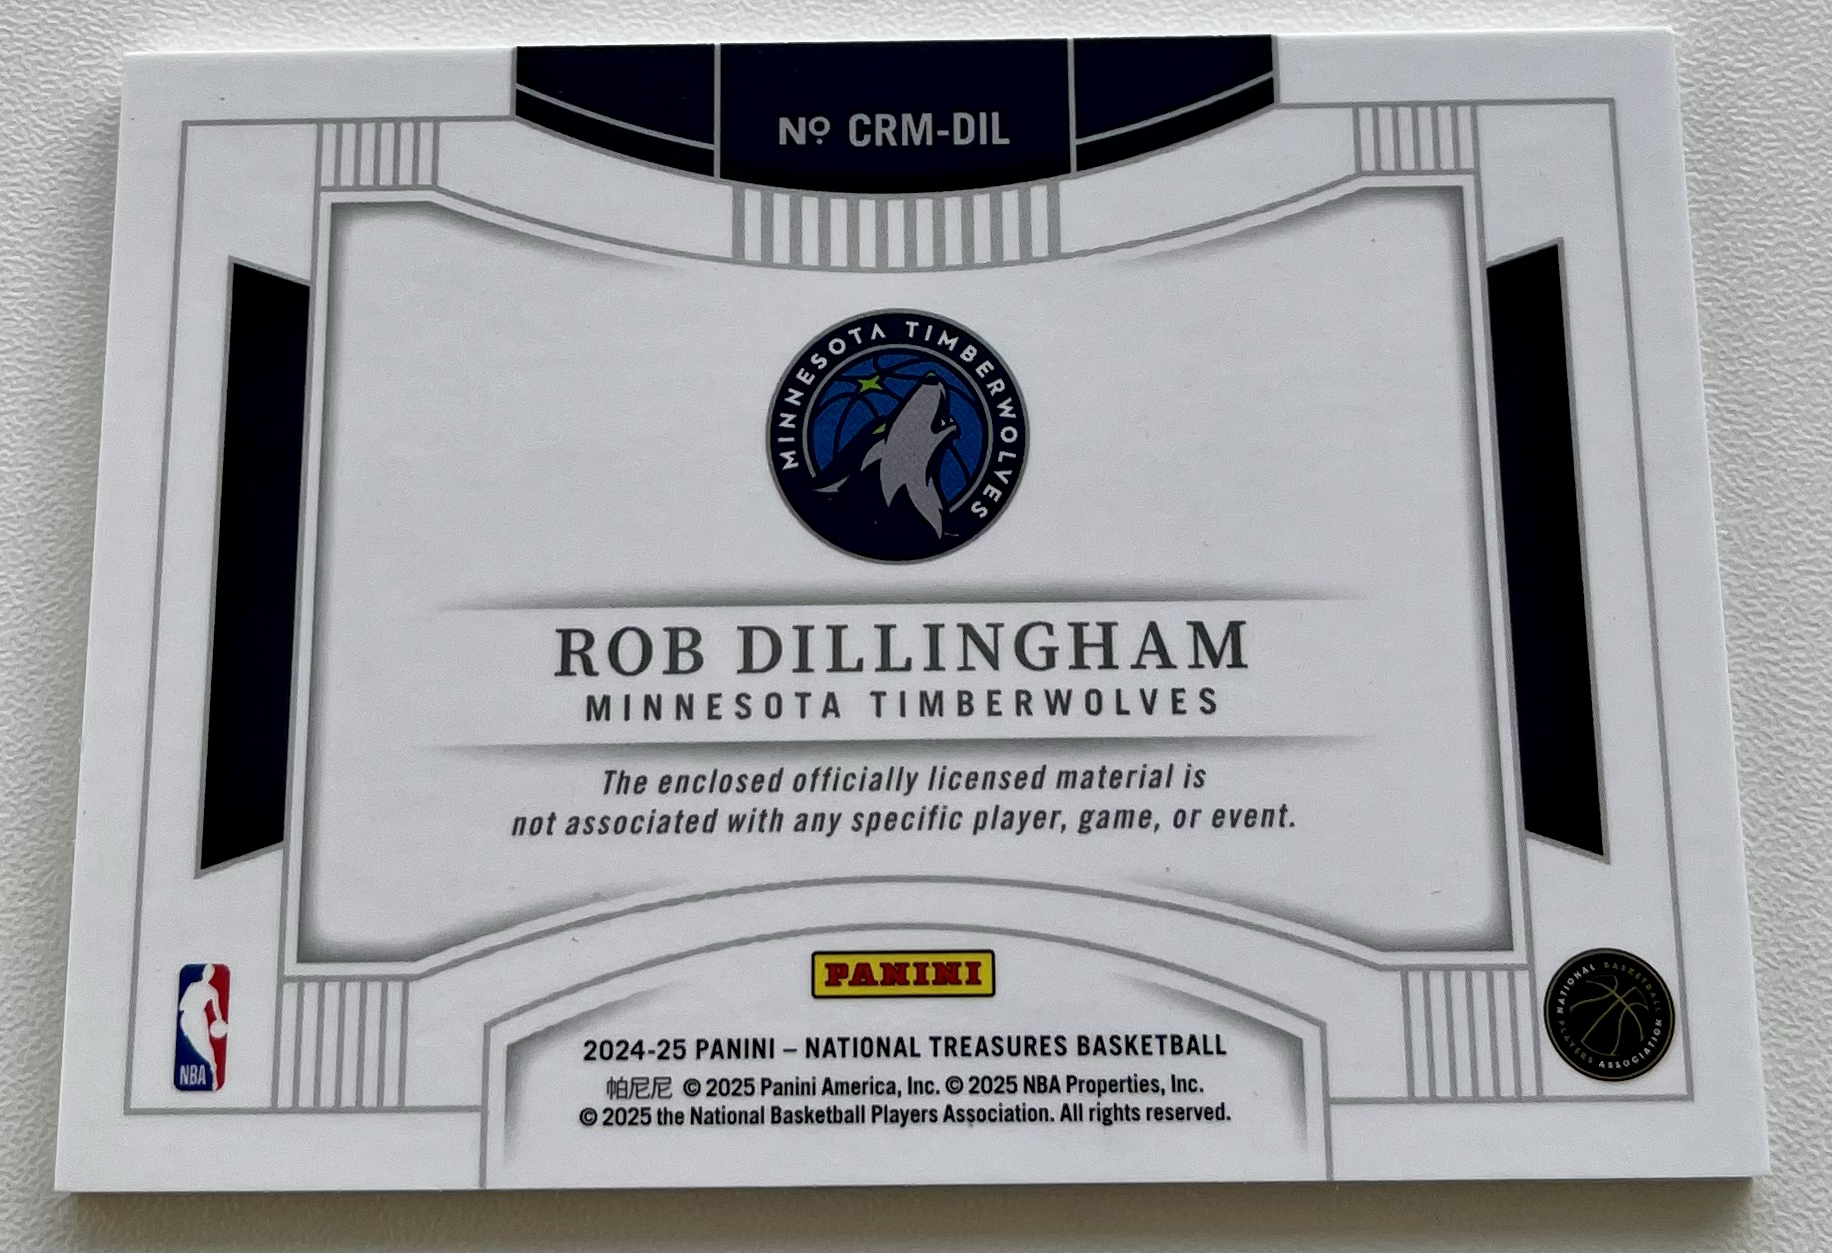 Nº CRM-DIL
MINNESOTA TIMBERWOLVES
ROB DILLINGHAM
MINNESOTA TIMBERWOLVES
The enclosed officially licensed material is
not associated with any specific player, game, or event.
PANINI
2024-25 PANINI – NATIONAL TREASURES BASKETBALL
帕尼尼 © 2025 Panini America, Inc. © 2025 NBA Properties, Inc.
© 2025 the National Basketball Players Association. All rights reserved.
NBA
NATIONAL BASKETBALL
PLAYERS ASSOCIATION